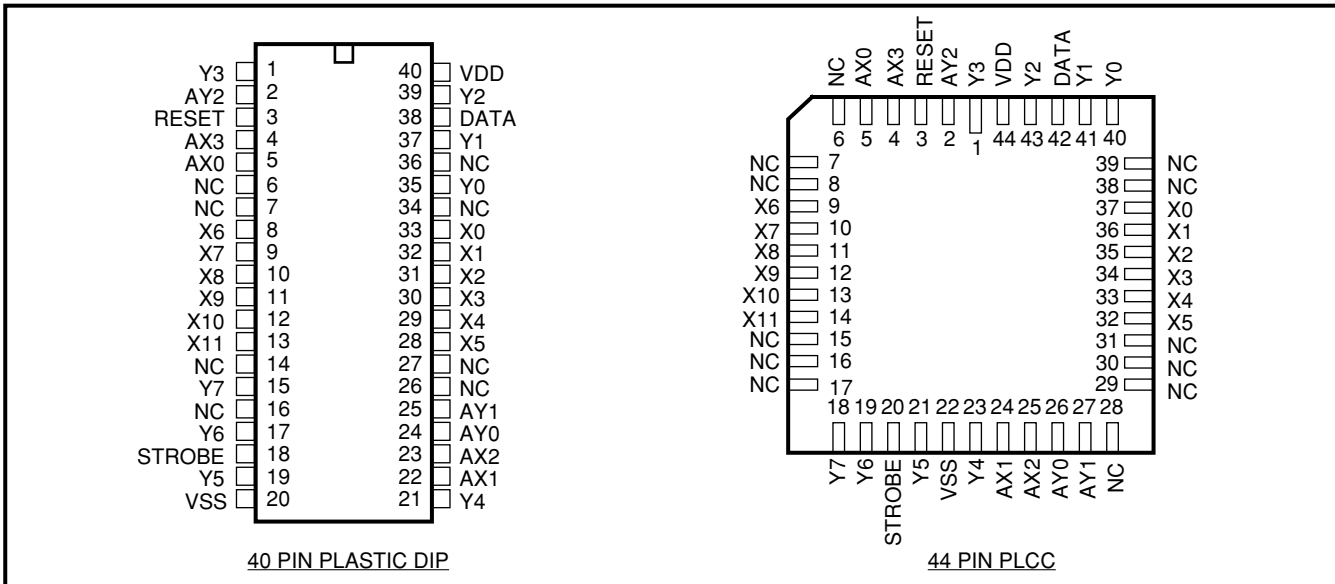 Y3 1 40 VDD
AY2 2 39 Y2
RESET 3 38 DATA
AX3 4 37 Y1
AX0 5 36 NC
NC 6 35 Y0
NC 7 34 NC
X6 8 33 X0
X7 9 32 X1
X8 10 31 X2
X9 11 30 X3
X10 12 29 X4
X11 13 28 X5
NC 14 27 NC
Y7 15 26 NC
NC 16 25 AY1
Y6 17 24 AY0
STROBE 18 23 AX2
Y5 19 22 AX1
VSS 20 21 Y4
40 PIN PLASTIC DIP
NC AX0 AX3 RESET AY2 Y3 VDD Y2 DATA Y1 Y0
6 5 4 3 2 1 44 43 42 41 40
NC 7 39 NC
NC 8 38 NC
X6 9 37 X0
X7 10 36 X1
X8 11 35 X2
X9 12 34 X3
X10 13 33 X4
X11 14 32 X5
NC 15 31 NC
NC 16 30 NC
NC 17 29 NC
18 19 20 21 22 23 24 25 26 27 28
Y7 Y6 STROBE Y5 VSS Y4 AX1 AX2 AY0 AY1 NC
44 PIN PLCC